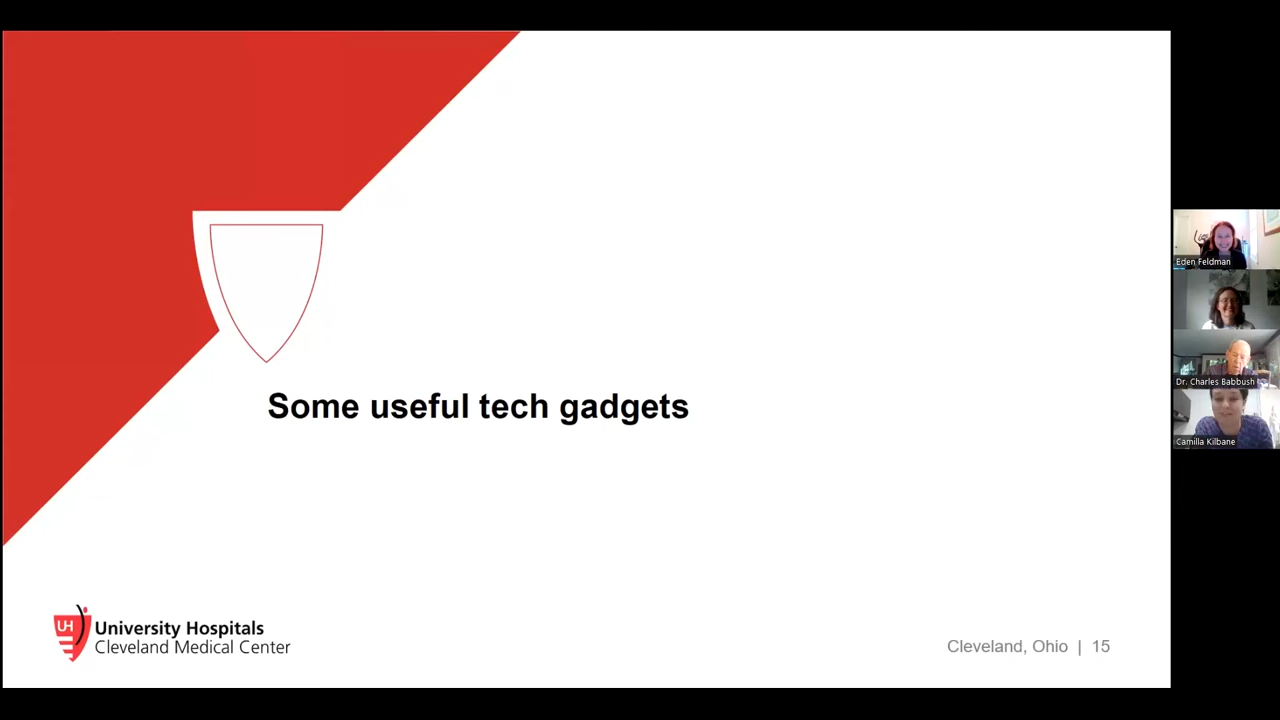 Some useful tech gadgets
UH
University Hospitals
Cleveland Medical Center
Cleveland, Ohio | 15
Eden Feldman
Dr. Charles Babbush
Camilla Kilbane